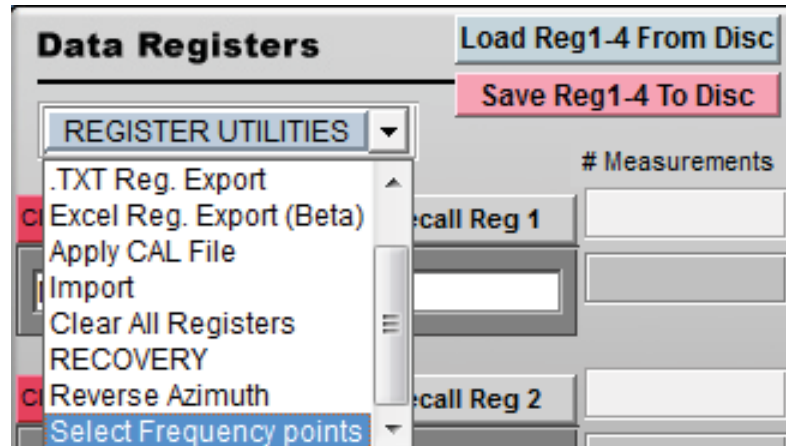 Data Registers
Load Reg1-4 From Disc
Save Reg1-4 To Disc
REGISTER UTILITIES
# Measurements
.TXT Reg. Export
Excel Reg. Export (Beta)
Apply CAL File
Import
Clear All Registers
RECOVERY
Reverse Azimuth
Select Frequency points
Reg 1
Reg 2